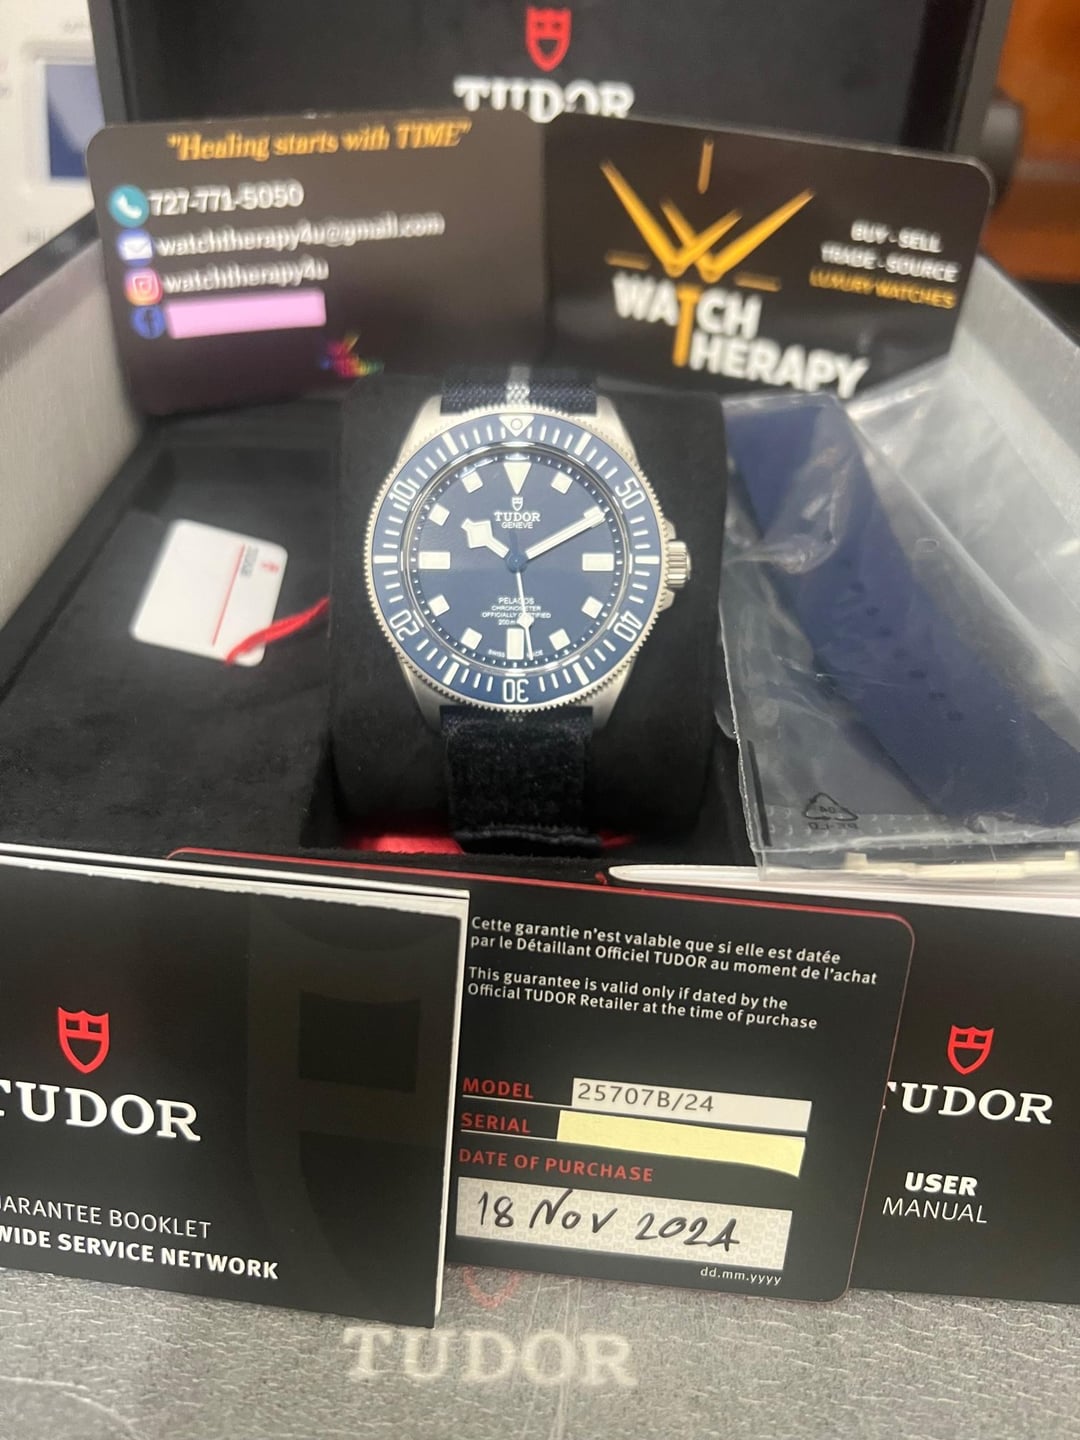 TUDOR
"Healing starts with TIME"
727-771-5050
watchtherapy4u@gmail.com
watchtherapy4u
BUY - SELL
TRADE - SOURCE
LUXURY WATCHES
WATCH
THERAPY
50
40
30
20
10
TUDOR
GENEVE
PELAGOS
CHRONOMETER
OFFICIALLY CERTIFIED
200m
SWISS MADE
TUDOR
Cette garantie n'est valable que si elle est datée
par le Détaillant Officiel TUDOR au moment de l'achat
This guarantee is valid only if dated by the
Official TUDOR Retailer at the time of purchase
MODEL 25707B/24
SERIAL
DATE OF PURCHASE
18 Nov 2024
dd.mm.yyyy
TUDOR
UARANTEE BOOKLET
WIDE SERVICE NETWORK
TUDOR
USER
MANUAL
TUDOR